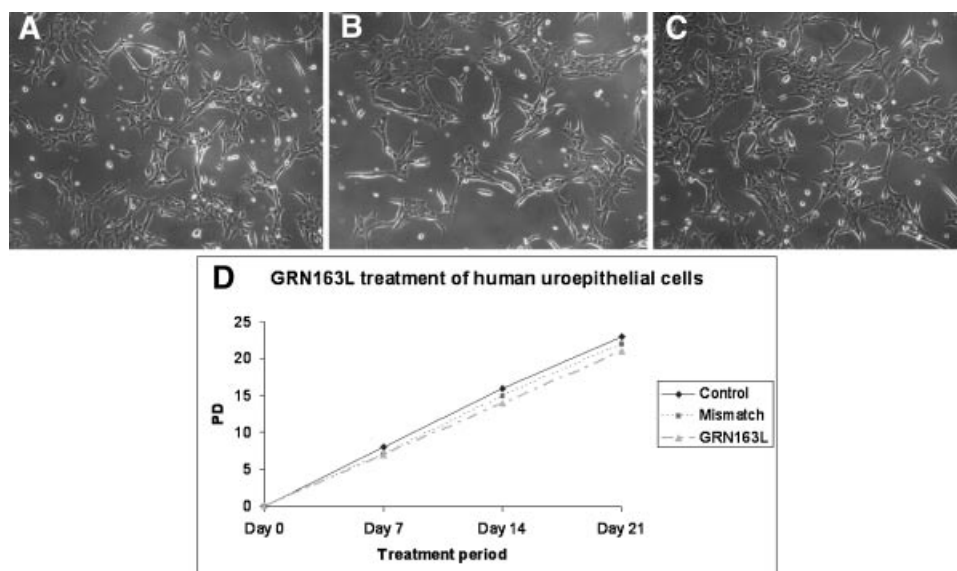 A
B
C
D
GRN163L treatment of human uroepithelial cells
25
20
15
10
5
0
PD
Day 0
Day 7
Day 14
Day 21
Treatment period
Control
Mismatch
GRN163L